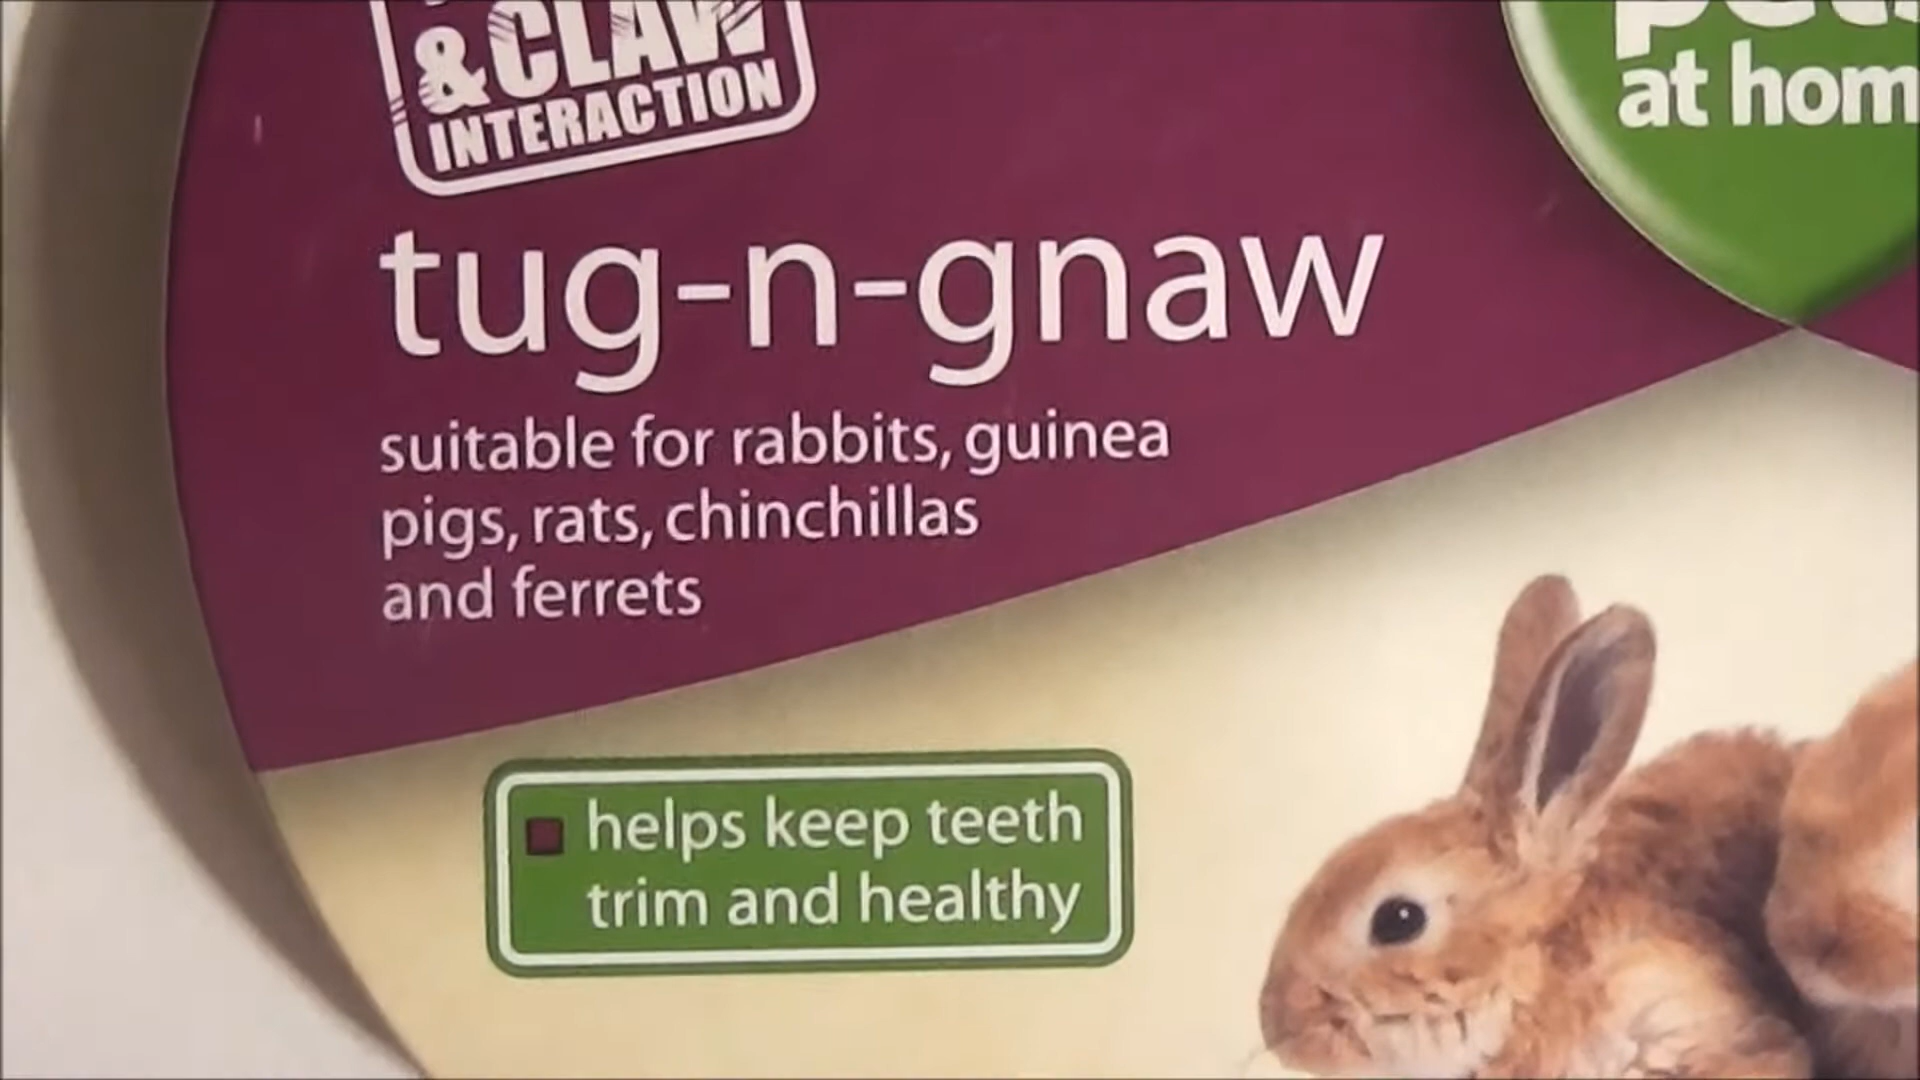 & CLAW
INTERACTION
at hom
tug-n-gnaw
suitable for rabbits, guinea
pigs, rats, chinchillas
and ferrets
helps keep teeth
trim and healthy